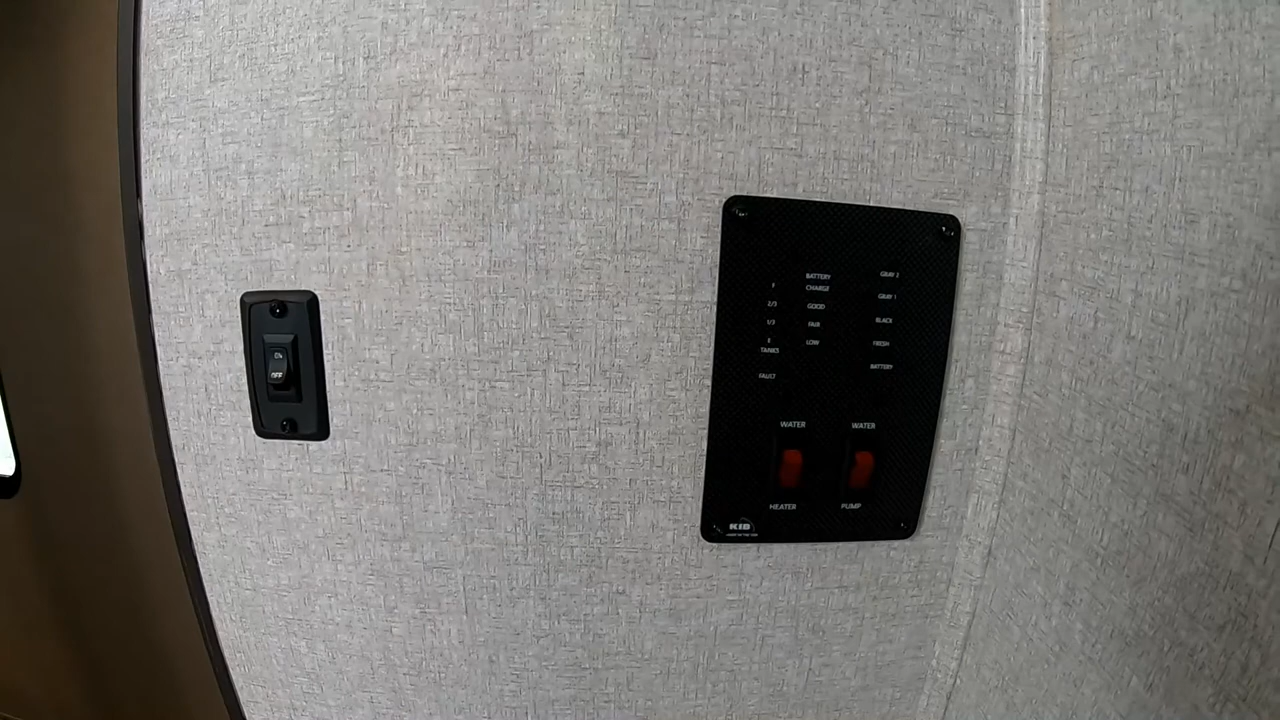 ON
OFF
BATTERY
CHARGE
GOOD
FAIR
LOW
F
2/3
1/3
E
TANKS
FAULT
GRAY 2
GRAY 1
BLACK
FRESH
BATTERY
WATER
HEATER
WATER
PUMP
KIB